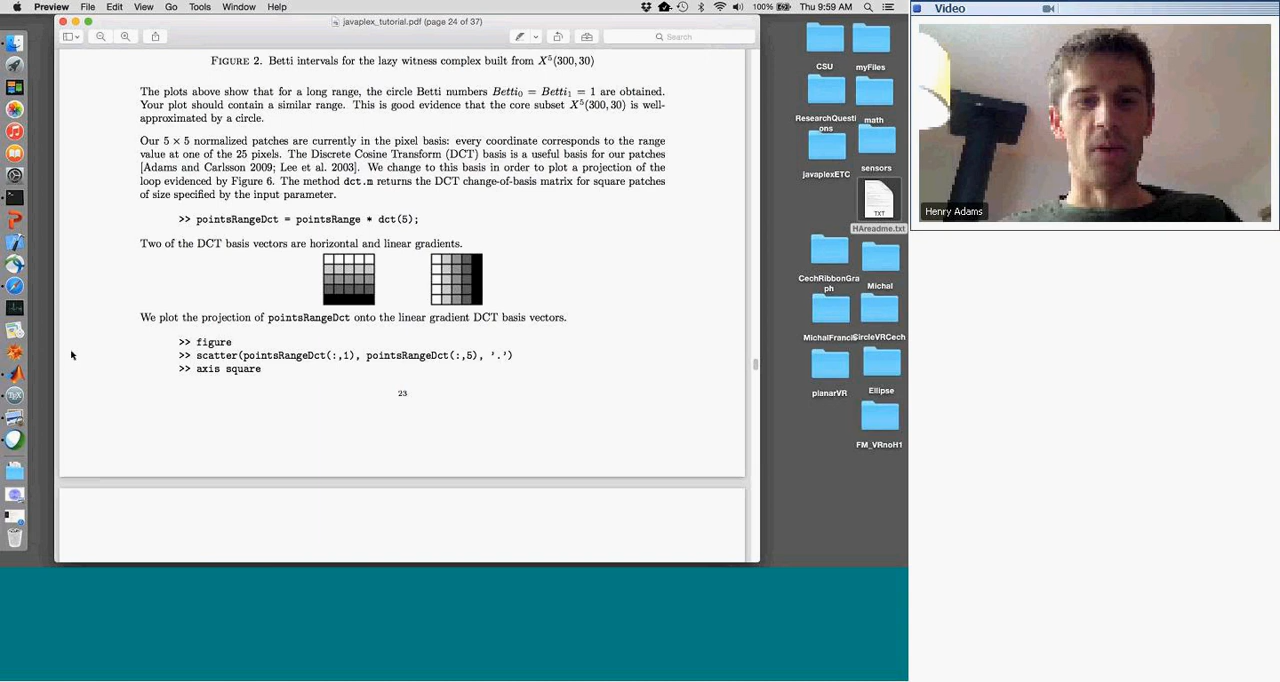 Preview File Edit View Go Tools Window Help
100% Thu 9:59 AM
javaplex_tutorial.pdf (page 24 of 37)
Search
FIGURE 2. Betti intervals for the lazy witness complex built from X⁵(300, 30)
The plots above show that for a long range, the circle Betti numbers Betti₀ = Betti₁ = 1 are obtained.
Your plot should contain a similar range. This is good evidence that the core subset X⁵(300, 30) is well-
approximated by a circle.
Our 5 × 5 normalized patches are currently in the pixel basis: every coordinate corresponds to the range
value at one of the 25 pixels. The Discrete Cosine Transform (DCT) basis is a useful basis for our patches
[Adams and Carlsson 2009; Lee et al. 2003]. We change to this basis in order to plot a projection of the
loop evidenced by Figure 6. The method dct.m returns the DCT change-of-basis matrix for square patches
of size specified by the input parameter.
>> pointsRangeDct = pointsRange * dct(5);
Two of the DCT basis vectors are horizontal and linear gradients.
We plot the projection of pointsRangeDct onto the linear gradient DCT basis vectors.
>> figure
>> scatter(pointsRangeDct(:,1), pointsRangeDct(:,5), '.')
>> axis square
23
CSU
myFiles
ResearchQuesti
ons
math
javaplexETC
sensors
TXT
HAreadme.txt
CechRibbonGra
ph
Michal
MichalFrancis
CircleVRCech
planarVR
Ellipse
FM_VRnoH1
Video
Henry Adams